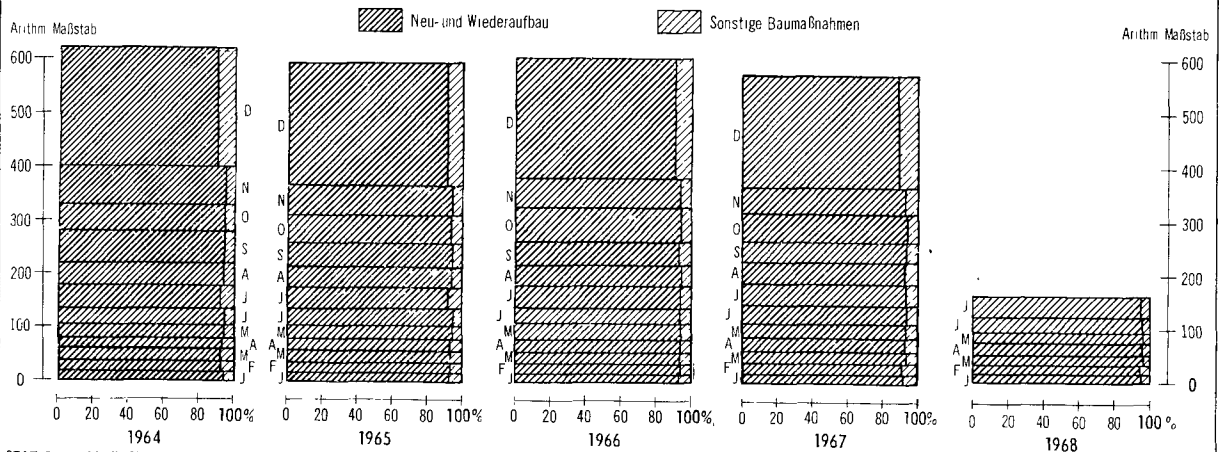 Neu- und Wiederaufbau
Sonstige Baumaßnahmen
Arithm Maßstab
Arithm Maßstab
600
500
400
300
200
160
0
D
N
O
S
A
J
J
M
A
M
F
J
D
N
O
S
A
J
J
M
A
M
F
J
D
N
O
S
A
J
J
M
A
M
F
J
D
N
O
S
A
J
J
M
A
M
F
J
J
J
A
M
F
J
600
500
400
300
200
100
0
0 20 40 60 80 100%
0 20 40 60 80 100%
0 20 40 60 80 100%
0 20 40 60 80 100%
0 20 40 60 80 100 %
1964
1965
1966
1967
1968